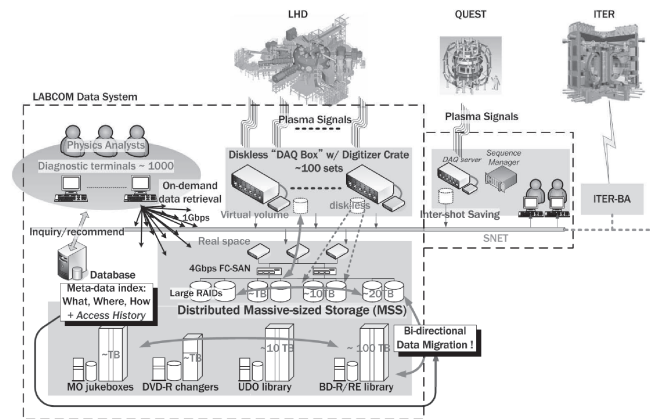 LHD
QUEST
ITER
LABCOM Data System
Plasma Signals
Plasma Signals
Physics Analysts
Diagnostic terminals ~ 1000
Diskless "DAQ Box" w/ Digitizer Crate
~100 sets
DAQ server
Sequence
Manager
On-demand
data retrieval
1Gbps
Virtual volume
diskless
Inter-shot Saving
ITER-BA
Inquiry/recommend
Real space
SNET
Database
4Gbps FC-SAN
Meta-data index:
What, Where, How
+ Access History
Large RAIDs
~TB
~10TB
~20TB
Distributed Massive-sized Storage (MSS)
Bi-directional
Data Migration !
~TB
~TB
~10 TB
~ 100 TB
MO jukeboxes
DVD-R changers
UDO library
BD-R/RE library